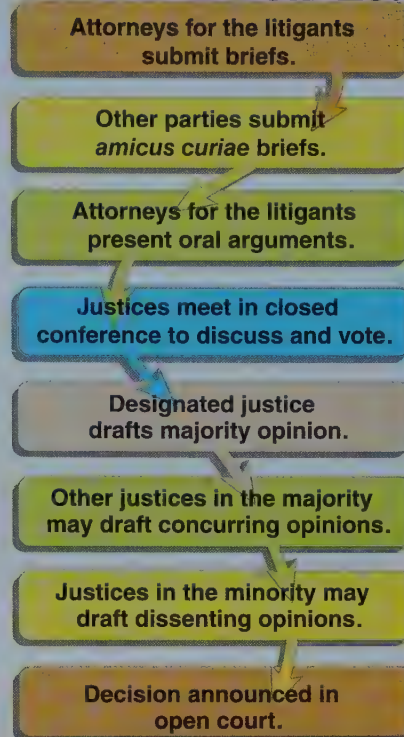 Attorneys for the litigants
submit briefs.
Other parties submit
amicus curiae briefs.
Attorneys for the litigants
present oral arguments.
Justices meet in closed
conference to discuss and vote.
Designated justice
drafts majority opinion.
Other justices in the majority
may draft concurring opinions.
Justices in the minority may
draft dissenting opinions.
Decision announced in
open court.